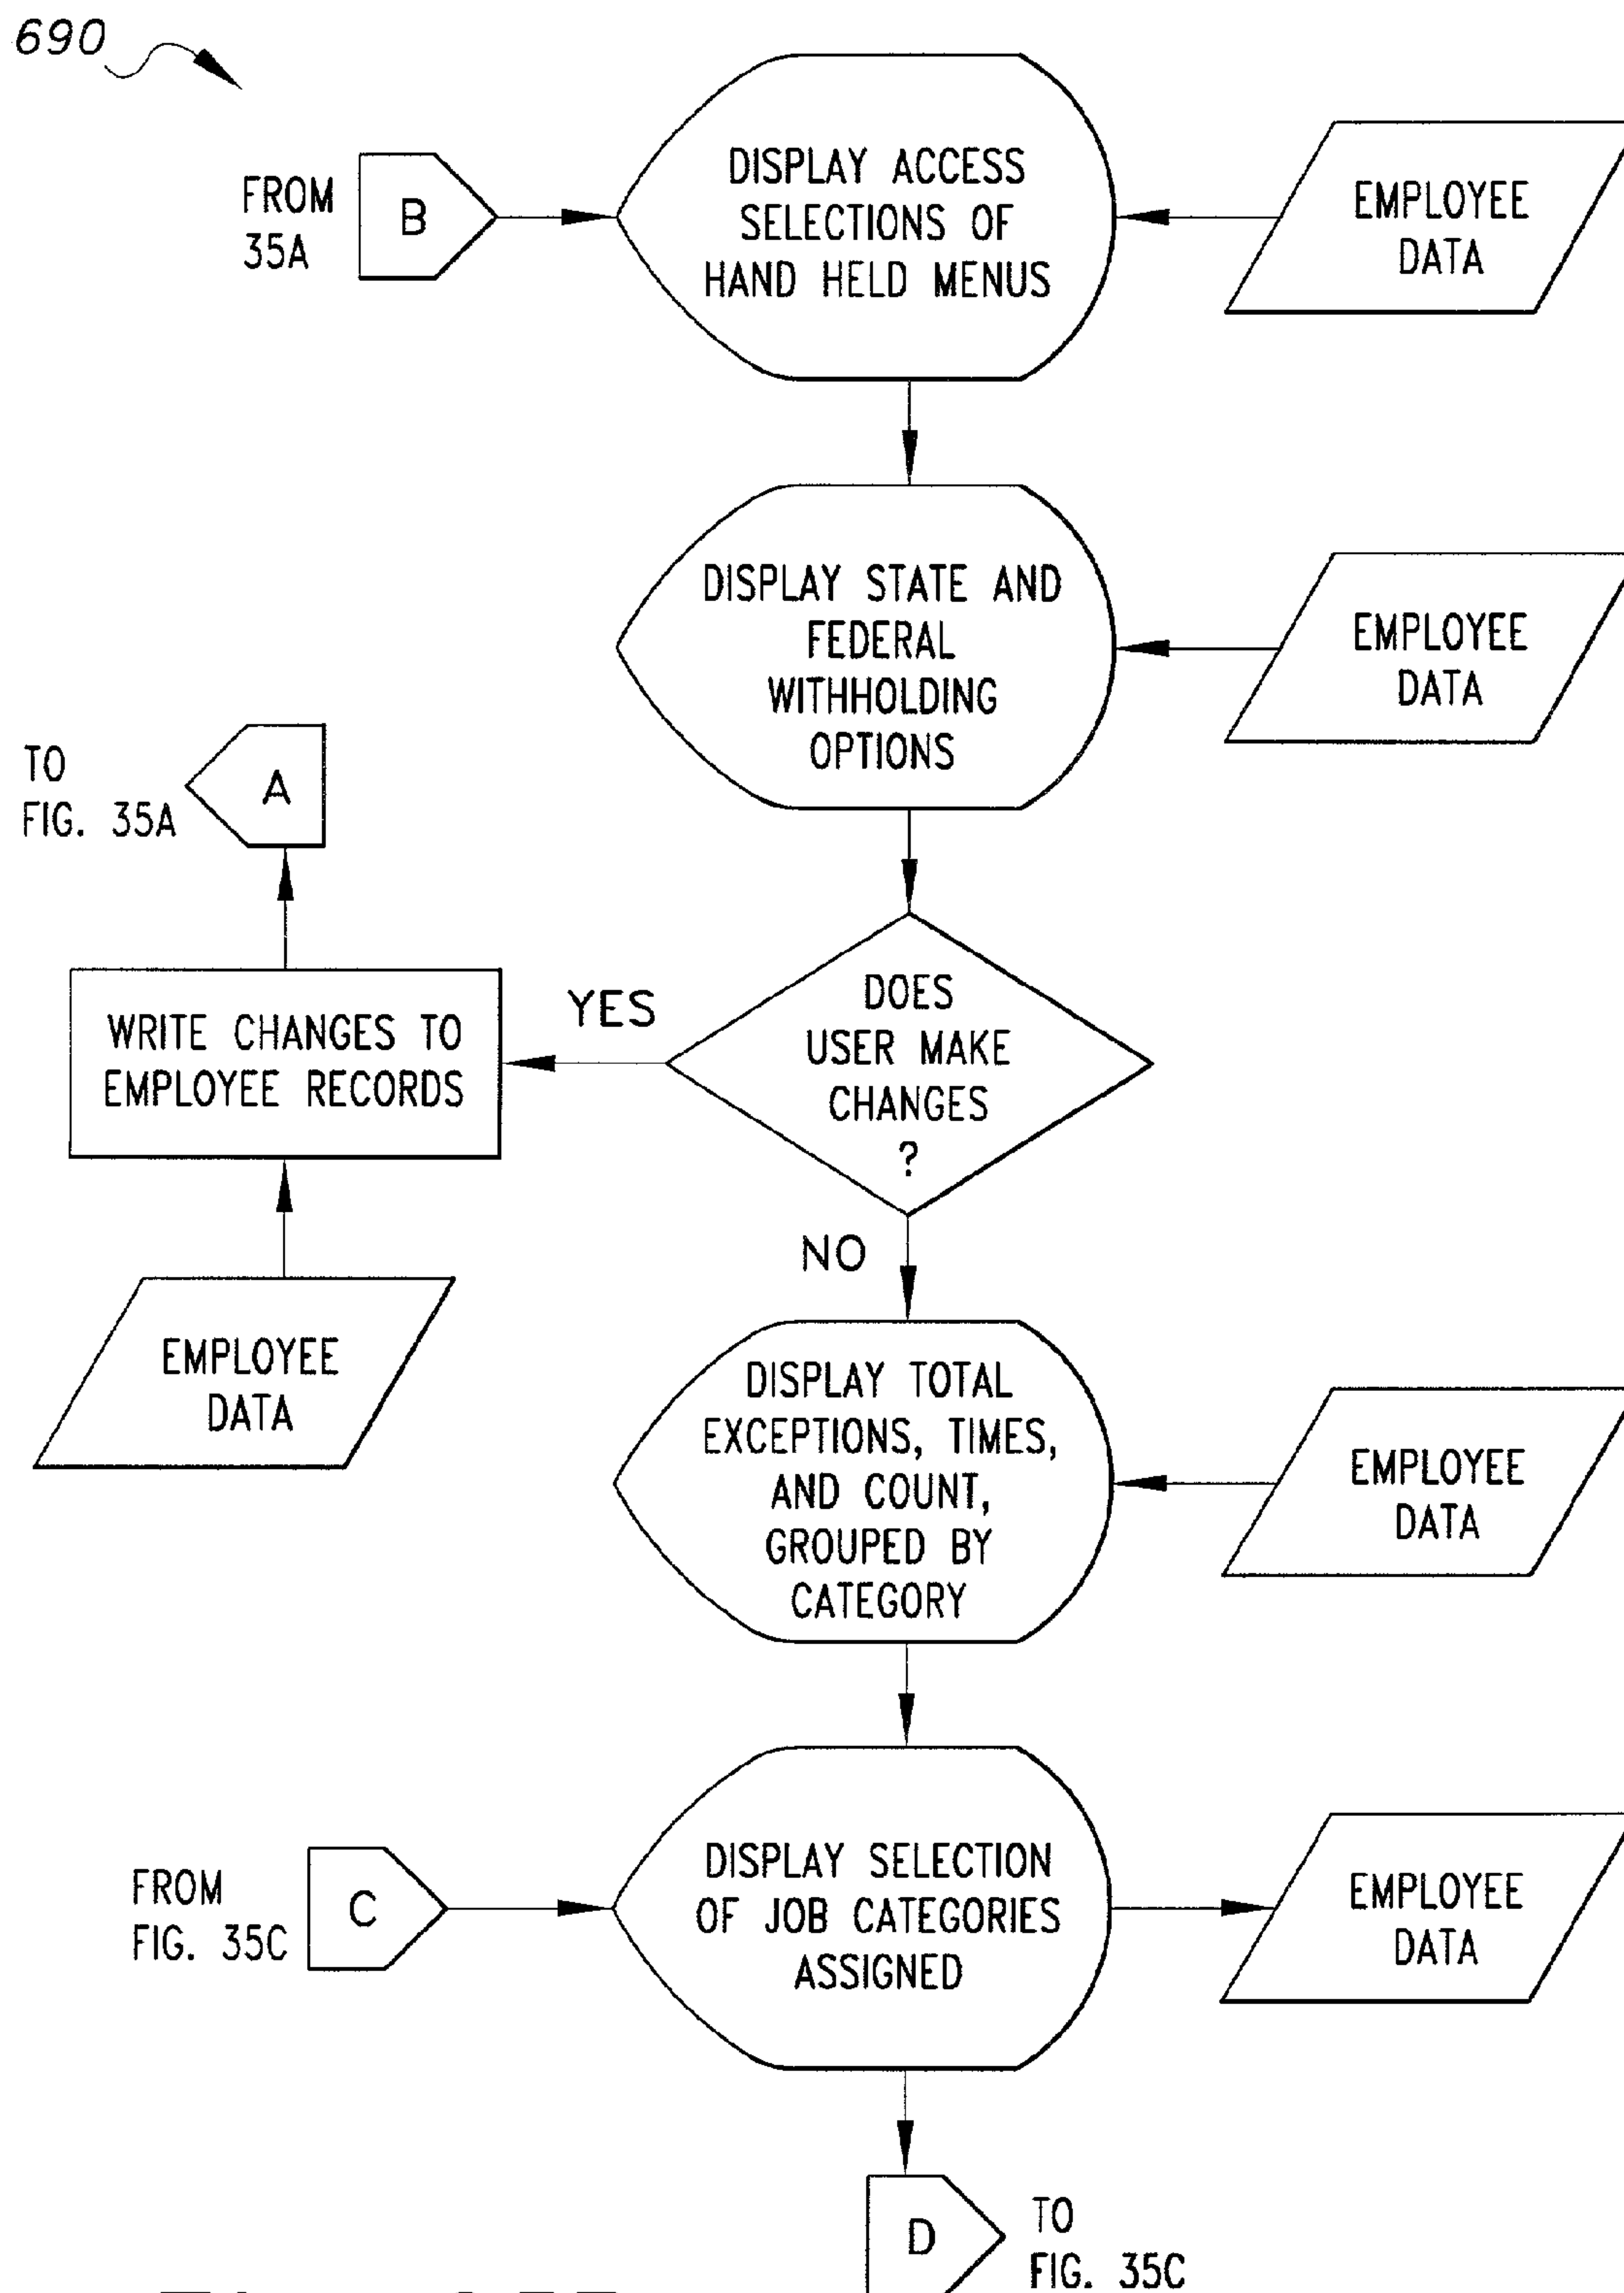 690
FROM
35A
B
DISPLAY ACCESS
SELECTIONS OF
HAND HELD MENUS
EMPLOYEE
DATA
DISPLAY STATE AND
FEDERAL
WITHHOLDING
OPTIONS
EMPLOYEE
DATA
TO
FIG. 35A
A
WRITE CHANGES TO
EMPLOYEE RECORDS
YES
DOES
USER MAKE
CHANGES
?
NO
EMPLOYEE
DATA
DISPLAY TOTAL
EXCEPTIONS, TIMES,
AND COUNT,
GROUPED BY
CATEGORY
EMPLOYEE
DATA
FROM
FIG. 35C
C
DISPLAY SELECTION
OF JOB CATEGORIES
ASSIGNED
EMPLOYEE
DATA
D
TO
FIG. 35C